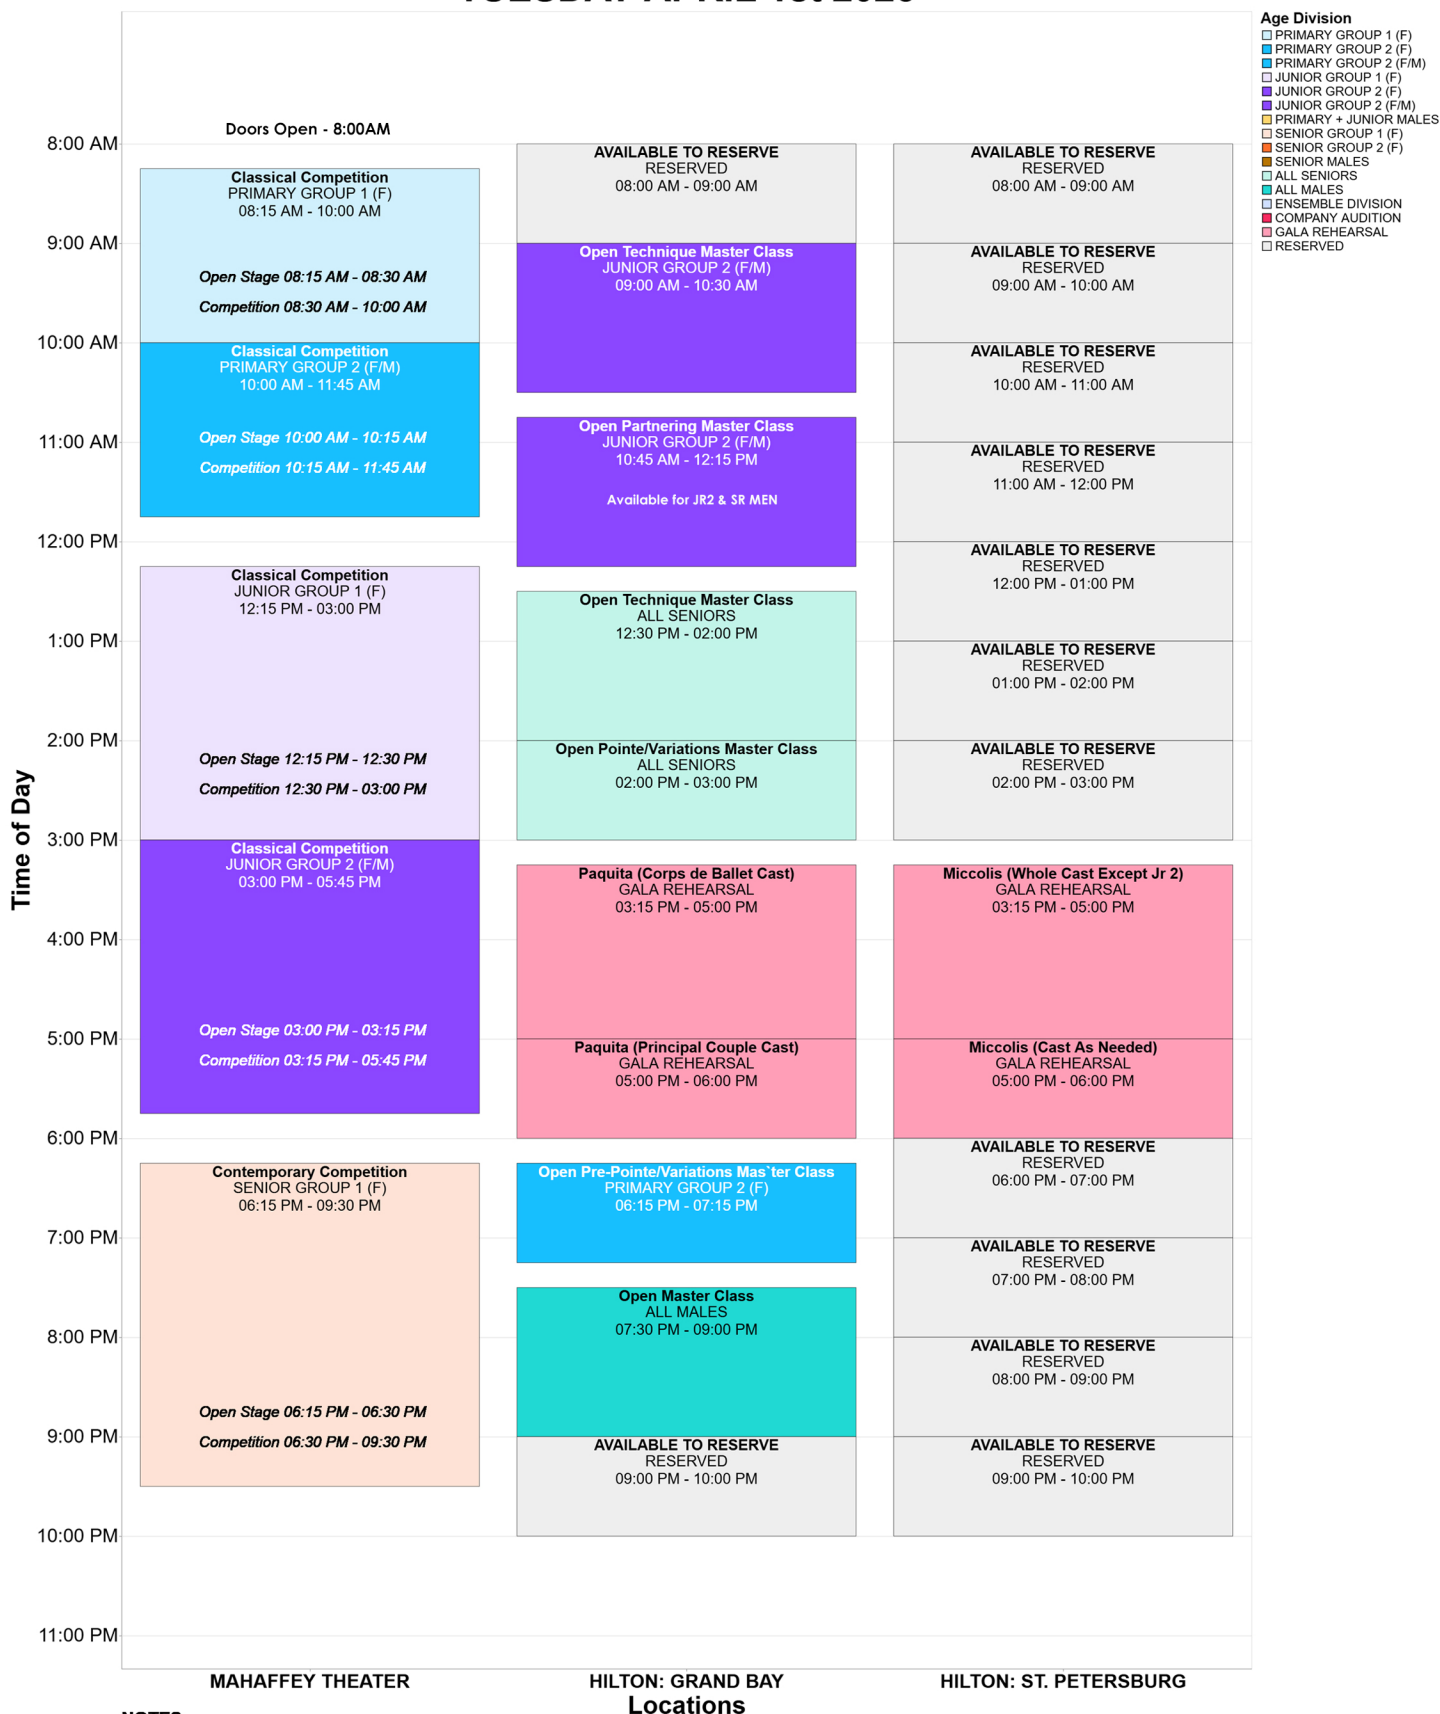 Age Division
PRIMARY GROUP 1 (F)
PRIMARY GROUP 2 (F)
PRIMARY GROUP 2 (F/M)
JUNIOR GROUP 1 (F)
JUNIOR GROUP 2 (F)
JUNIOR GROUP 2 (F/M)
PRIMARY + JUNIOR MALES
SENIOR GROUP 1 (F)
SENIOR GROUP 2 (F)
SENIOR MALES
ALL SENIORS
ALL MALES
ENSEMBLE DIVISION
COMPANY AUDITION
GALA REHEARSAL
RESERVED
Time of Day
8:00 AM
9:00 AM
10:00 AM
11:00 AM
12:00 PM
1:00 PM
2:00 PM
3:00 PM
4:00 PM
5:00 PM
6:00 PM
7:00 PM
8:00 PM
9:00 PM
10:00 PM
11:00 PM
Doors Open - 8:00AM
Classical Competition
PRIMARY GROUP 1 (F)
08:15 AM - 10:00 AM
Open Stage 08:15 AM - 08:30 AM
Competition 08:30 AM - 10:00 AM
Classical Competition
PRIMARY GROUP 2 (F/M)
10:00 AM - 11:45 AM
Open Stage 10:00 AM - 10:15 AM
Competition 10:15 AM - 11:45 AM
Classical Competition
JUNIOR GROUP 1 (F)
12:15 PM - 03:00 PM
Open Stage 12:15 PM - 12:30 PM
Competition 12:30 PM - 03:00 PM
Classical Competition
JUNIOR GROUP 2 (F/M)
03:00 PM - 05:45 PM
Open Stage 03:00 PM - 03:15 PM
Competition 03:15 PM - 05:45 PM
Contemporary Competition
SENIOR GROUP 1 (F)
06:15 PM - 09:30 PM
Open Stage 06:15 PM - 06:30 PM
Competition 06:30 PM - 09:30 PM
AVAILABLE TO RESERVE
RESERVED
08:00 AM - 09:00 AM
Open Technique Master Class
JUNIOR GROUP 2 (F/M)
09:00 AM - 10:30 AM
Open Partnering Master Class
JUNIOR GROUP 2 (F/M)
10:45 AM - 12:15 PM
Available for JR2 & SR MEN
Open Technique Master Class
ALL SENIORS
12:30 PM - 02:00 PM
Open Pointe/Variations Master Class
ALL SENIORS
02:00 PM - 03:00 PM
Paquita (Corps de Ballet Cast)
GALA REHEARSAL
03:15 PM - 05:00 PM
Paquita (Principal Couple Cast)
GALA REHEARSAL
05:00 PM - 06:00 PM
Open Pre-Pointe/Variations Mas`ter Class
PRIMARY GROUP 2 (F)
06:15 PM - 07:15 PM
Open Master Class
ALL MALES
07:30 PM - 09:00 PM
AVAILABLE TO RESERVE
RESERVED
09:00 PM - 10:00 PM
AVAILABLE TO RESERVE
RESERVED
08:00 AM - 09:00 AM
AVAILABLE TO RESERVE
RESERVED
09:00 AM - 10:00 AM
AVAILABLE TO RESERVE
RESERVED
10:00 AM - 11:00 AM
AVAILABLE TO RESERVE
RESERVED
11:00 AM - 12:00 PM
AVAILABLE TO RESERVE
RESERVED
12:00 PM - 01:00 PM
AVAILABLE TO RESERVE
RESERVED
01:00 PM - 02:00 PM
AVAILABLE TO RESERVE
RESERVED
02:00 PM - 03:00 PM
Miccolis (Whole Cast Except Jr 2)
GALA REHEARSAL
03:15 PM - 05:00 PM
Miccolis (Cast As Needed)
GALA REHEARSAL
05:00 PM - 06:00 PM
AVAILABLE TO RESERVE
RESERVED
06:00 PM - 07:00 PM
AVAILABLE TO RESERVE
RESERVED
07:00 PM - 08:00 PM
AVAILABLE TO RESERVE
RESERVED
08:00 PM - 09:00 PM
AVAILABLE TO RESERVE
RESERVED
09:00 PM - 10:00 PM
MAHAFFEY THEATER
HILTON: GRAND BAY
HILTON: ST. PETERSBURG
Locations